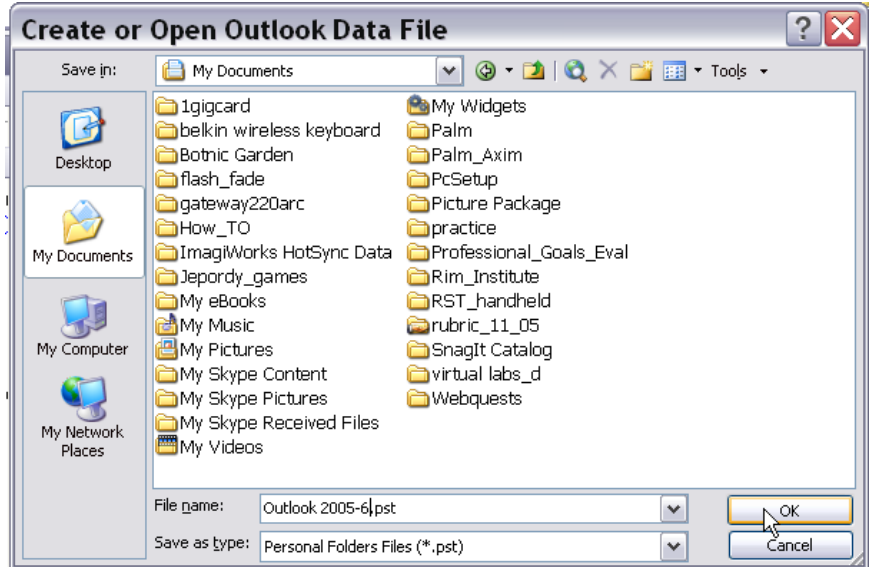 Create or Open Outlook Data File
Save in:
My Documents
Tools
Desktop
My Documents
My Computer
My Network
Places
1gigcard
belkin wireless keyboard
Botnic Garden
flash_fade
gateway220arc
How_TO
ImagiWorks HotSync Data
Jepordy_games
My eBooks
My Music
My Pictures
My Skype Content
My Skype Pictures
My Skype Received Files
My Videos
My Widgets
Palm
Palm_Axim
PcSetup
Picture Package
practice
Professional_Goals_Eval
Rim_Institute
RST_handheld
rubric_11_05
SnagIt Catalog
virtual labs_d
Webquests
File name:
Outlook 2005-6.pst
OK
Save as type:
Personal Folders Files (*.pst)
Cancel